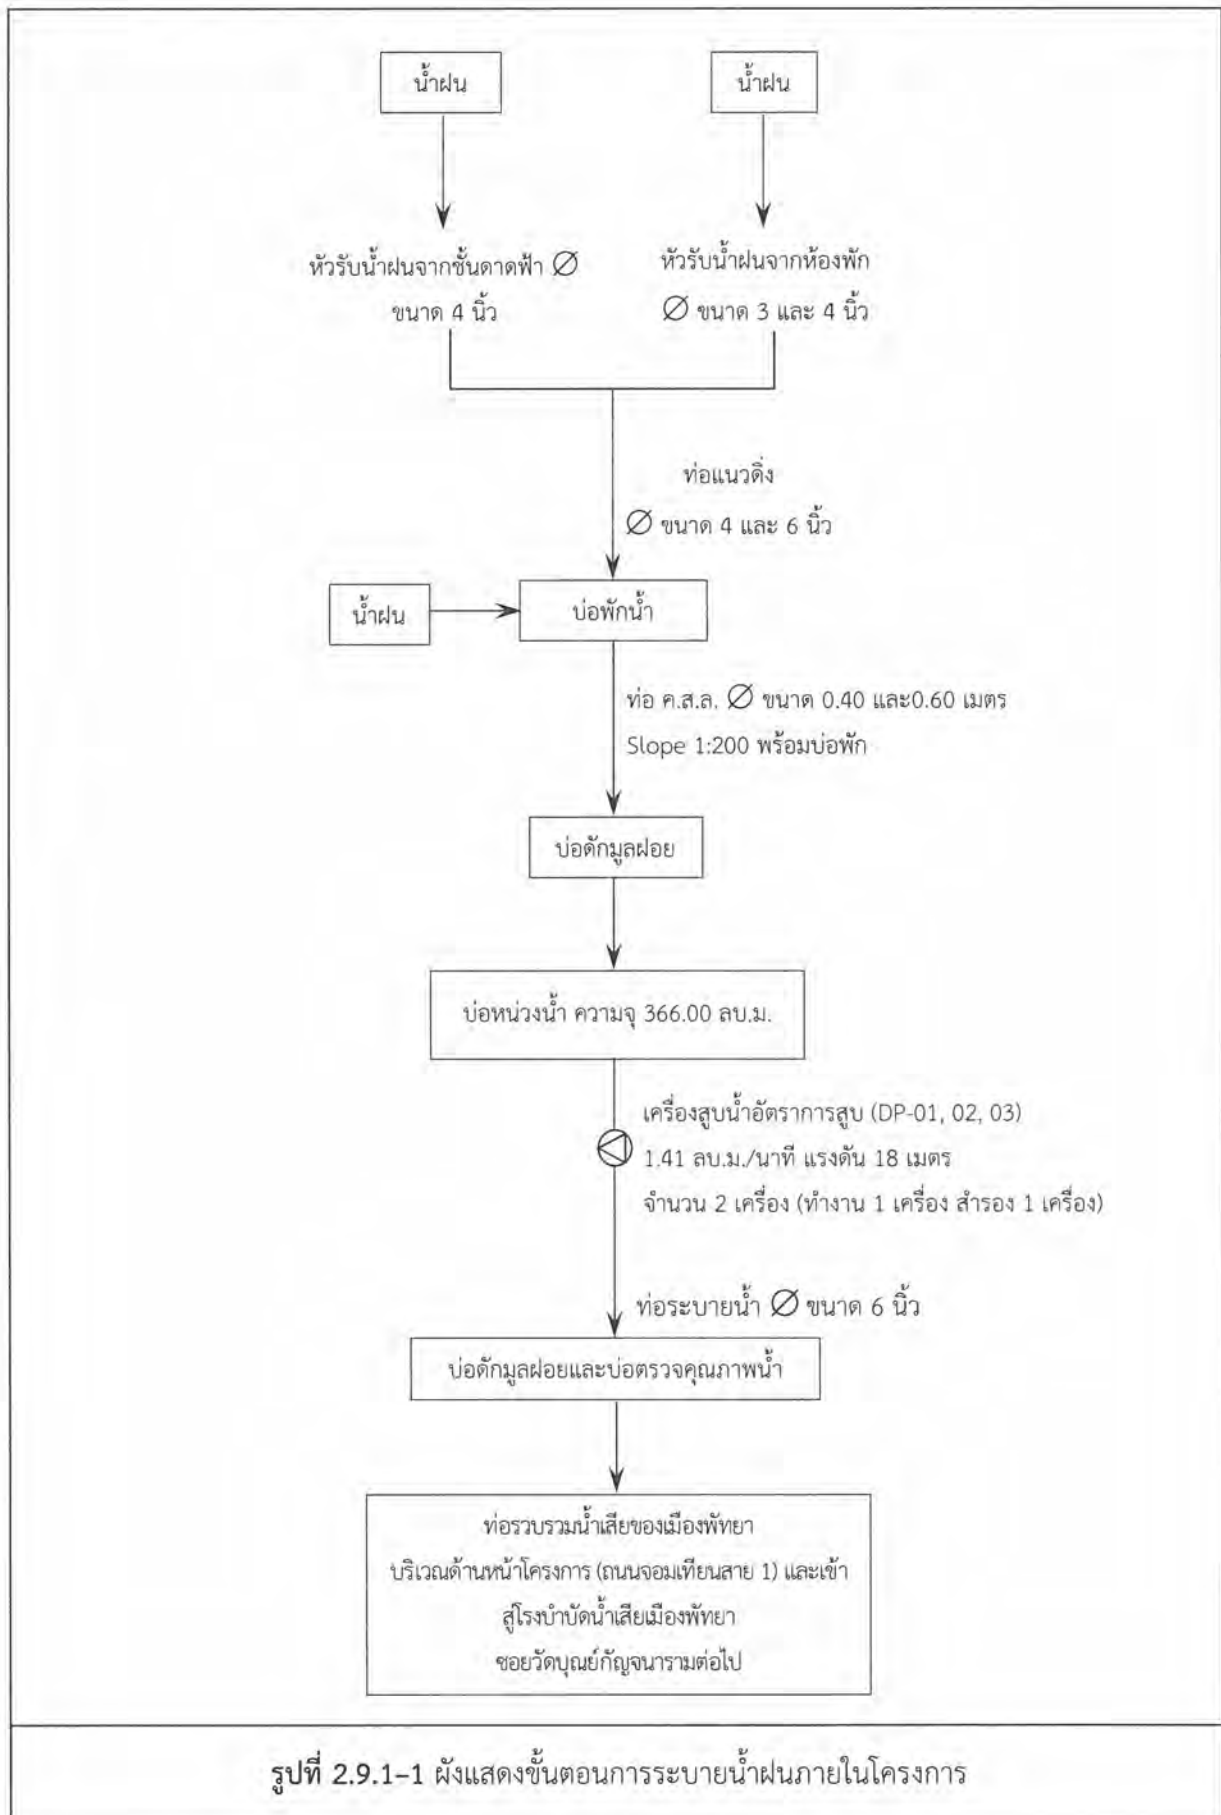 น้ำฝน
น้ำฝน
หัวรับน้ำฝนจากชั้นดาดฟ้า ∅
ขนาด 4 นิ้ว
หัวรับน้ำฝนจากห้องพัก
∅ ขนาด 3 และ 4 นิ้ว
ท่อแนวดิ่ง
∅ ขนาด 4 และ 6 นิ้ว
น้ำฝน
บ่อพักน้ำ
ท่อ ค.ส.ล. ∅ ขนาด 0.40 และ0.60 เมตร
Slope 1:200 พร้อมบ่อพัก
บ่อดักมูลฝอย
บ่อหน่วงน้ำ ความจุ 366.00 ลบ.ม.
เครื่องสูบน้ำอัตราการสูบ (DP-01, 02, 03)
1.41 ลบ.ม./นาที แรงดัน 18 เมตร
จำนวน 2 เครื่อง (ทำงาน 1 เครื่อง สำรอง 1 เครื่อง)
ท่อระบายน้ำ ∅ ขนาด 6 นิ้ว
บ่อดักมูลฝอยและบ่อตรวจคุณภาพน้ำ
ท่อรวบรวมน้ำเสียของเมืองพัทยา
บริเวณด้านหน้าโครงการ (ถนนจอมเทียนสาย 1) และเข้า
สู่โรงบำบัดน้ำเสียเมืองพัทยา
ซอยวัดบุณย์กัญจนารามต่อไป
รูปที่ 2.9.1–1 ผังแสดงขั้นตอนการระบายน้ำฝนภายในโครงการ